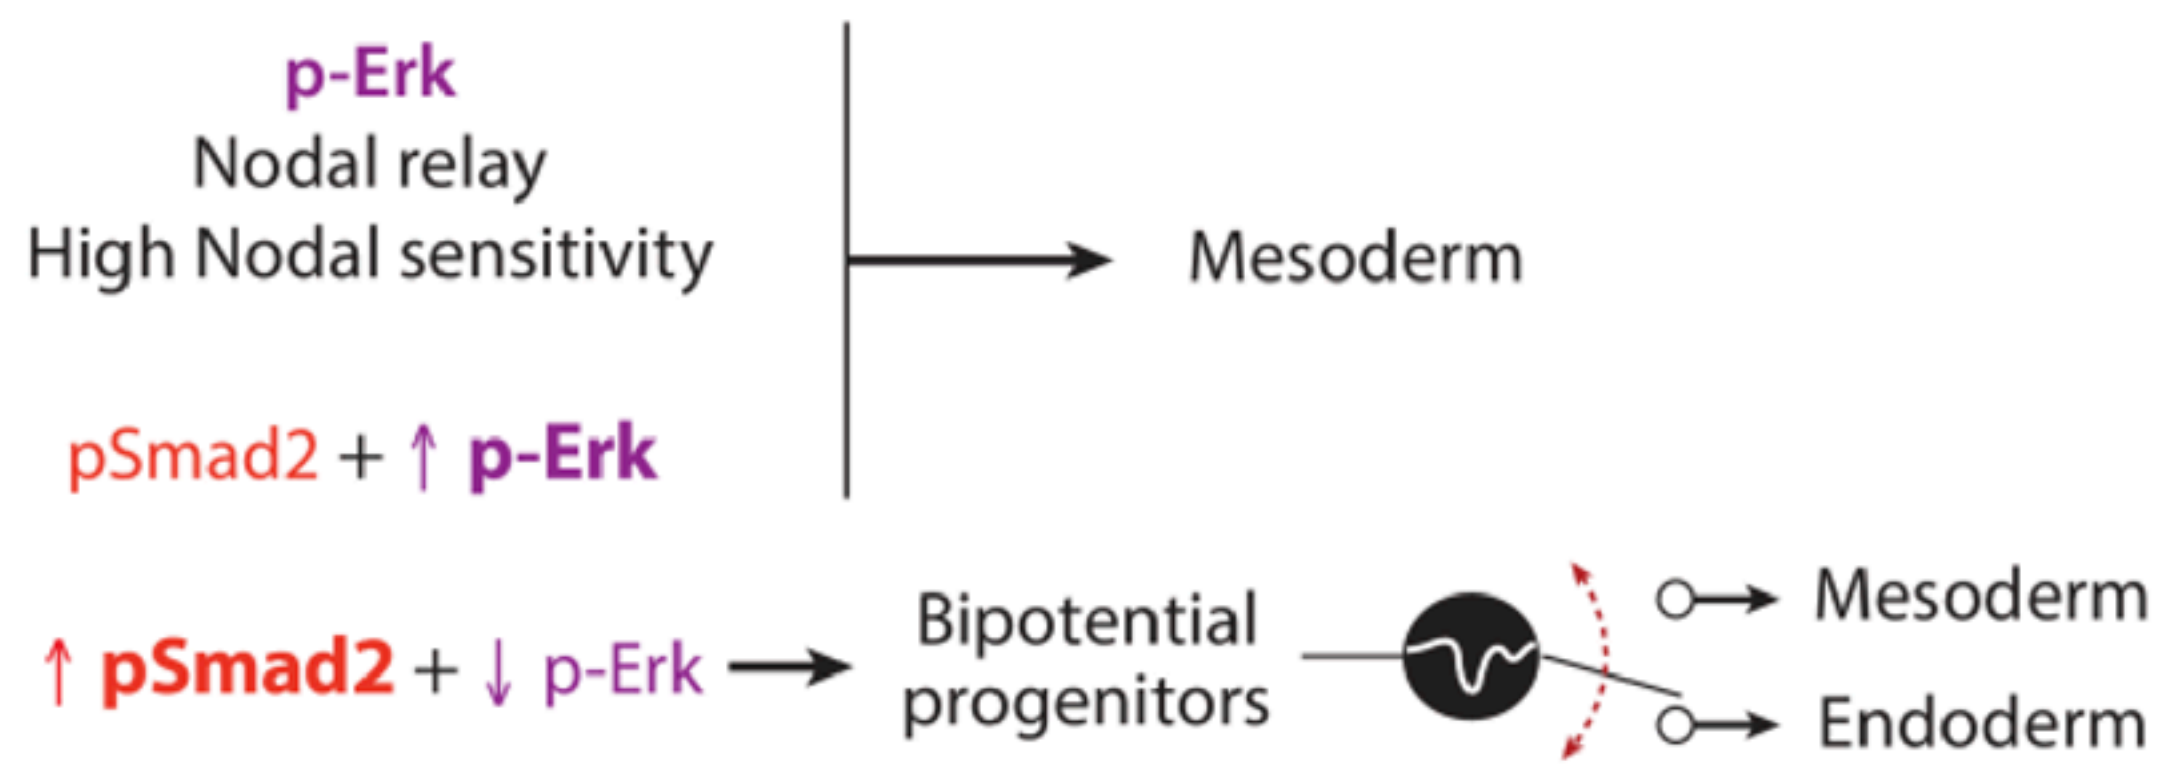 p-Erk
Nodal relay
High Nodal sensitivity
Mesoderm
pSmad2 + ↑ p-Erk
↑ pSmad2 + ↓ p-Erk
Bipotential
progenitors
Mesoderm
Endoderm